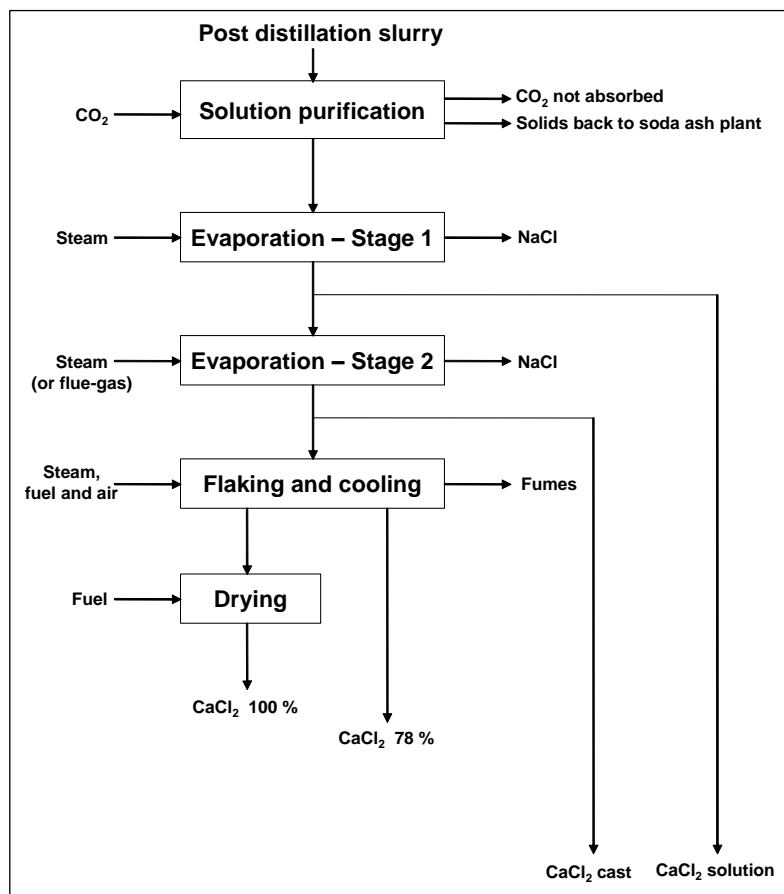 Post distillation slurry
CO₂
Solution purification
CO₂ not absorbed
Solids back to soda ash plant
Steam
Evaporation – Stage 1
NaCl
Steam
(or flue-gas)
Evaporation – Stage 2
NaCl
Steam,
fuel and air
Flaking and cooling
Fumes
Fuel
Drying
CaCl₂ 100 %
CaCl₂ 78 %
CaCl₂ cast
CaCl₂ solution